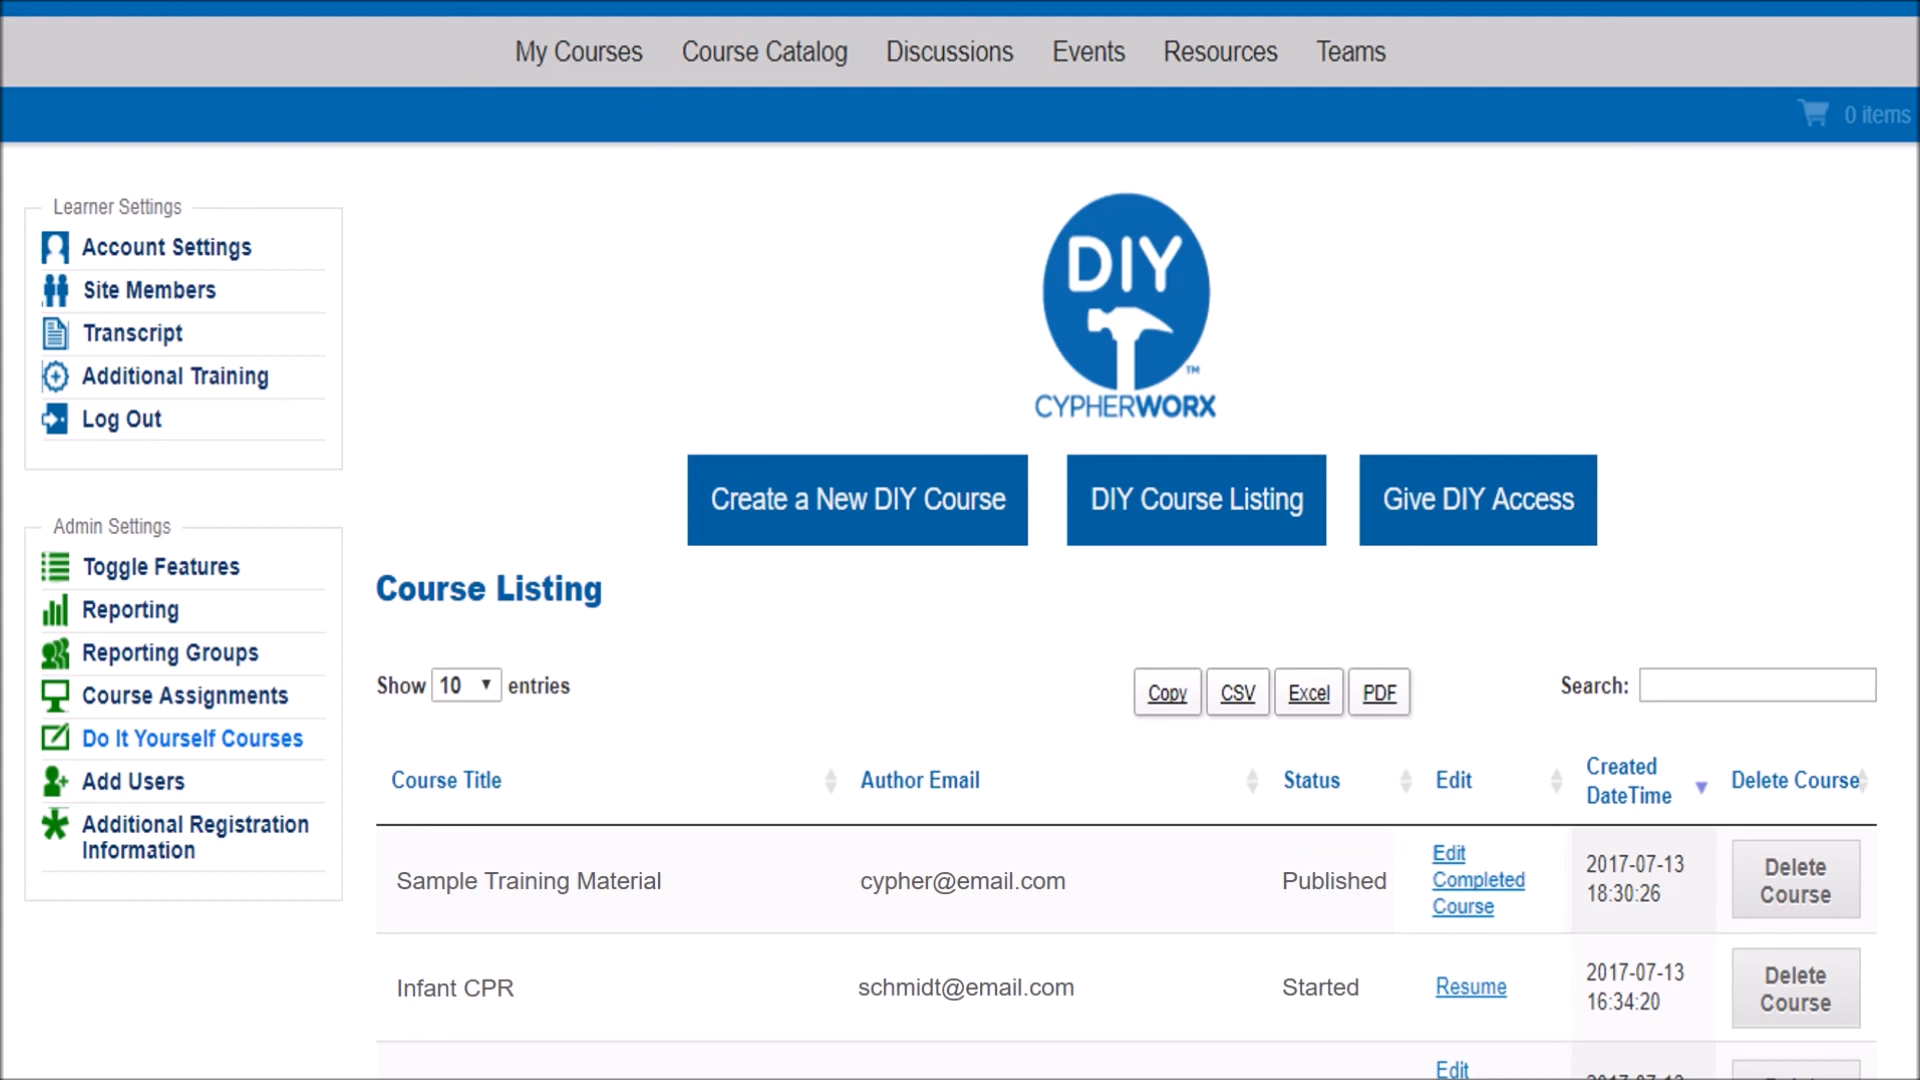 My Courses Course Catalog Discussions Events Resources Teams
0 items
Learner Settings
Account Settings
Site Members
Transcript
Additional Training
Log Out
Admin Settings
Toggle Features
Reporting
Reporting Groups
Course Assignments
Do It Yourself Courses
Add Users
Additional Registration
Information
DIY
TM
CYPHERWORX
Create a New DIY Course DIY Course Listing Give DIY Access
Course Listing
Show 10 entries Copy CSV Excel PDF Search:
Course Title Author Email Status Edit Created
DateTime Delete Course
Sample Training Material cypher@email.com Published Edit
Completed
Course 2017-07-13
18:30:26 Delete
Course
Infant CPR schmidt@email.com Started Resume 2017-07-13
16:34:20 Delete
Course
Edit